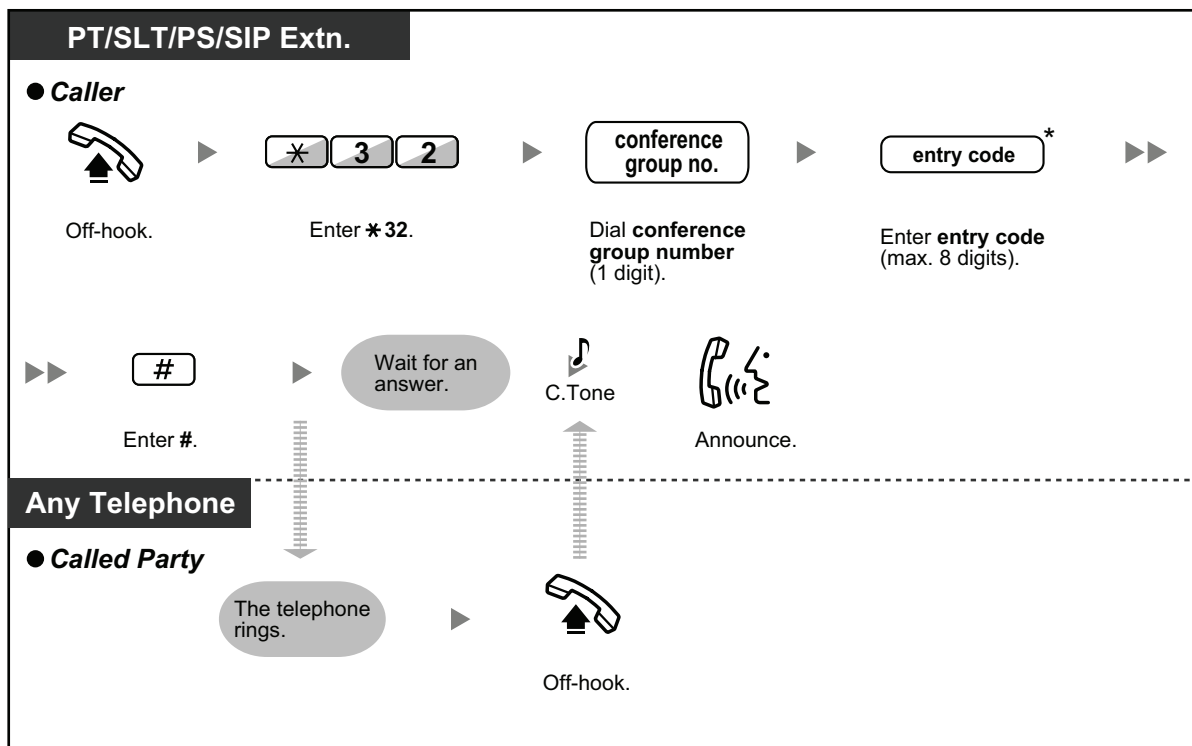 PT/SLT/PS/SIP Extn.
● Caller
* 3 2
conference
group no.
entry code *
Off-hook.
Enter *32.
Dial conference
group number
(1 digit).
Enter entry code
(max. 8 digits).
#
Wait for an
answer.
C.Tone
Enter #.
Announce.
Any Telephone
● Called Party
The telephone
rings.
Off-hook.